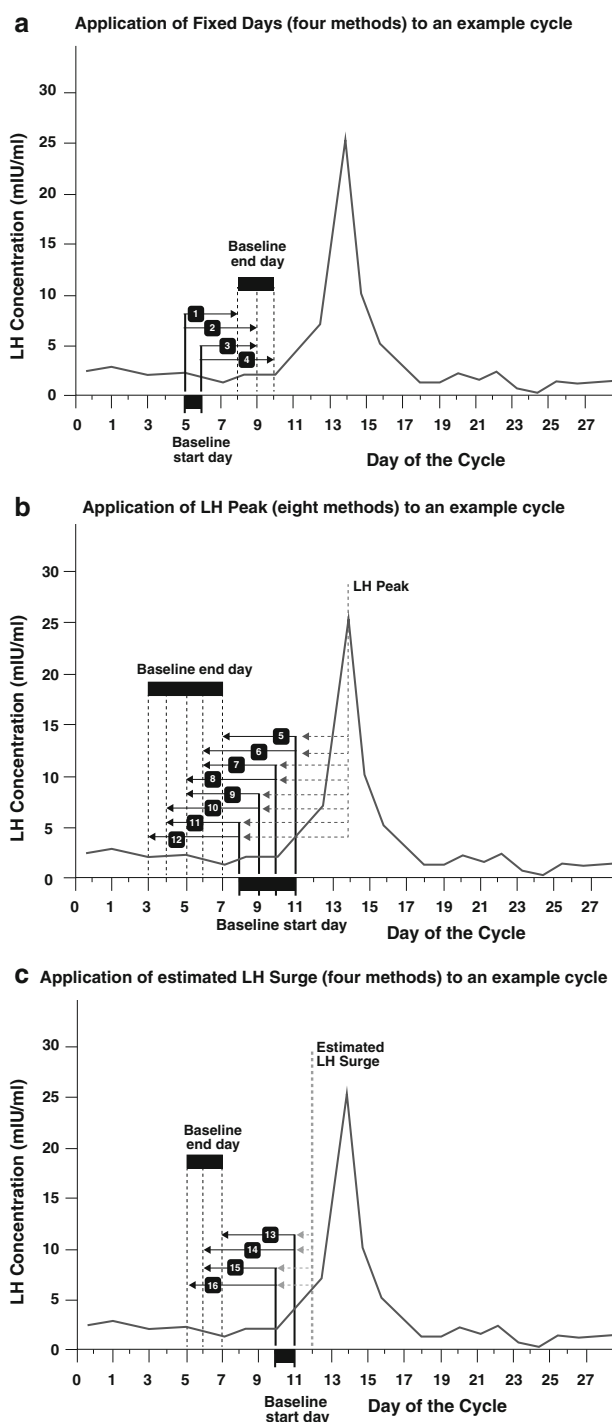 a Application of Fixed Days (four methods) to an example cycle
LH Concentration (mIU/ml)
30
25
20
15
10
5
0
Baseline
end day
1
2
3
4
0 1 3 5 7 9 11 13 15 17 19 21 23 25 27
Baseline
start day
Day of the Cycle
b Application of LH Peak (eight methods) to an example cycle
LH Concentration (mIU/ml)
30
25
20
15
10
5
0
LH Peak
Baseline end day
5
6
7
8
9
10
11
12
0 1 3 5 7 9 11 13 15 17 19 21 23 25 27
Baseline start day
Day of the Cycle
c Application of estimated LH Surge (four methods) to an example cycle
LH Concentration (mIU/ml)
30
25
20
15
10
5
0
Estimated
LH Surge
Baseline
end day
13
14
15
16
0 1 3 5 7 9 11 13 15 17 19 21 23 25 27
Baseline
start day
Day of the Cycle